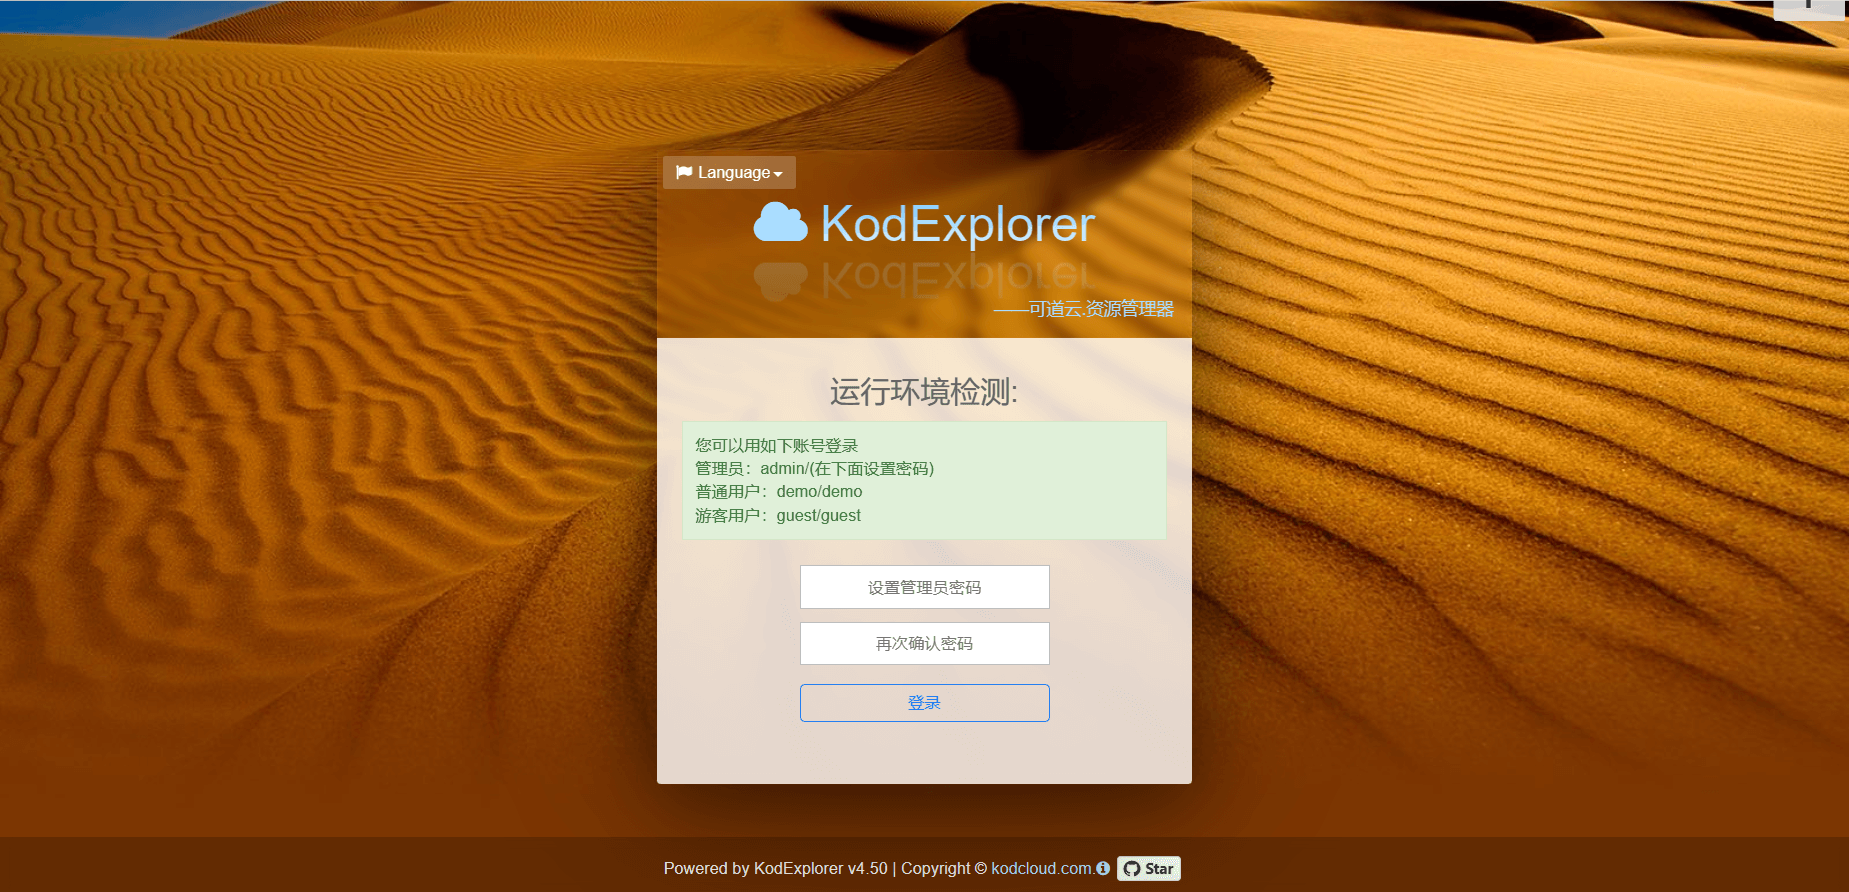 Language
KodExplorer
——可道云.资源管理器
运行环境检测:
您可以用如下账号登录
管理员：admin/(在下面设置密码)
普通用户：demo/demo
游客用户：guest/guest
设置管理员密码
再次确认密码
登录
Powered by KodExplorer v4.50 | Copyright © kodcloud.com. Star